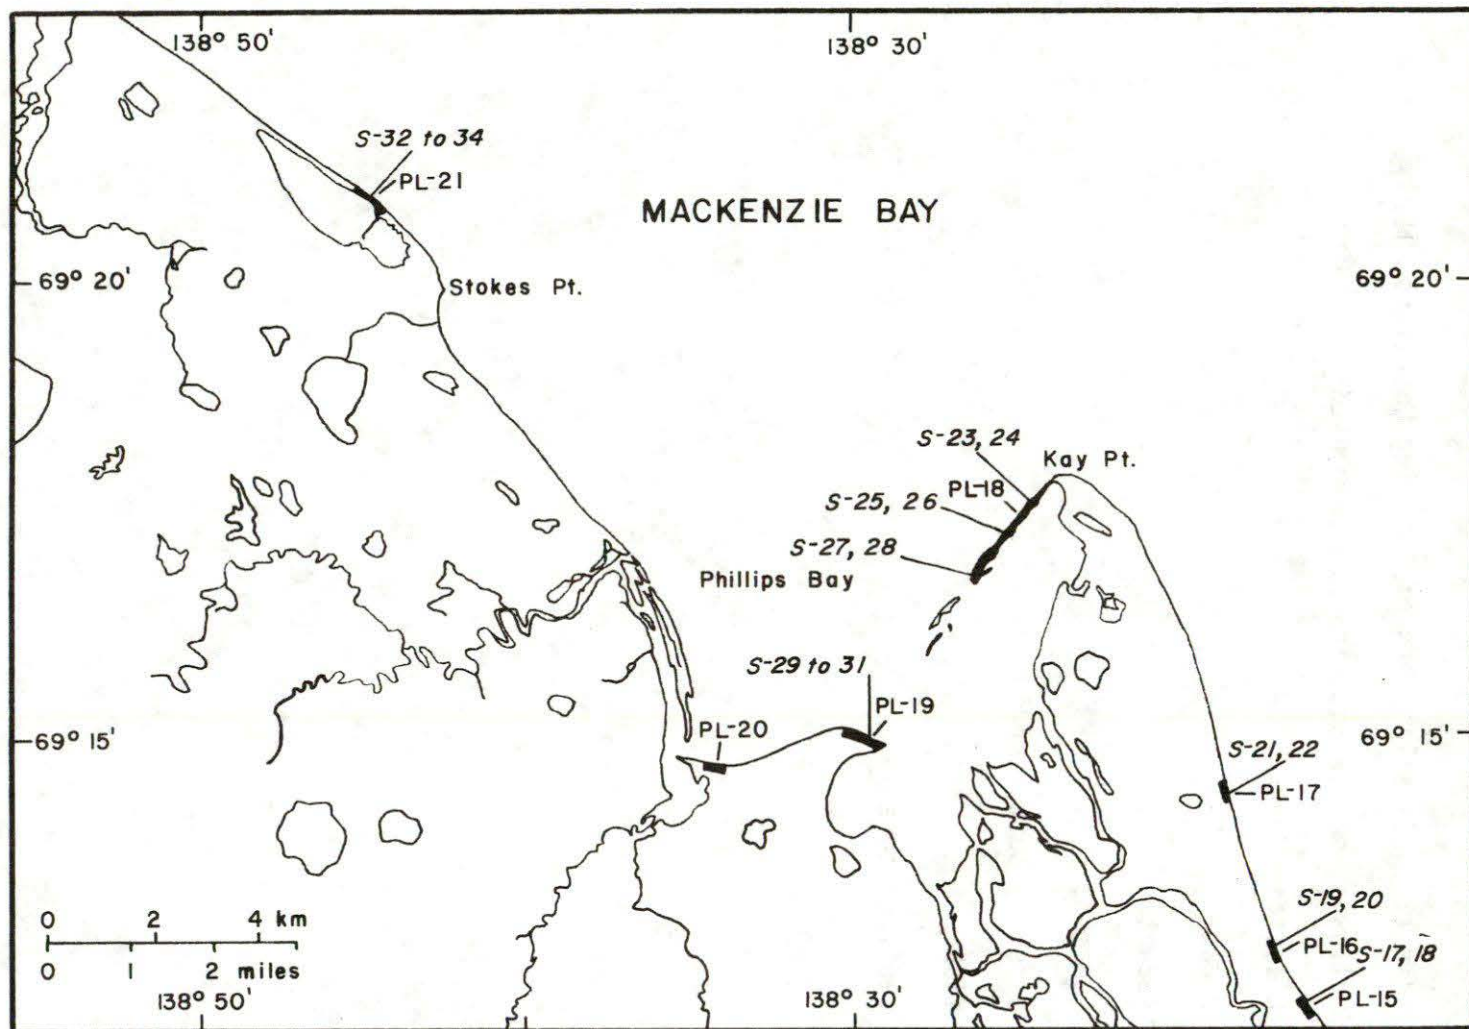 138° 50'
138° 30'
S-32 to 34
PL-21
MACKENZIE BAY
69° 20'
69° 20'
Stokes Pt.
S-23, 24
Kay Pt.
PL-18
S-25, 26
S-27, 28
Phillips Bay
S-29 to 31
PL-19
PL-20
69° 15'
69° 15'
S-21, 22
PL-17
S-19, 20
0 2 4 km
PL-16
S-17, 18
0 1 2 miles
138° 50'
138° 30'
PL-15